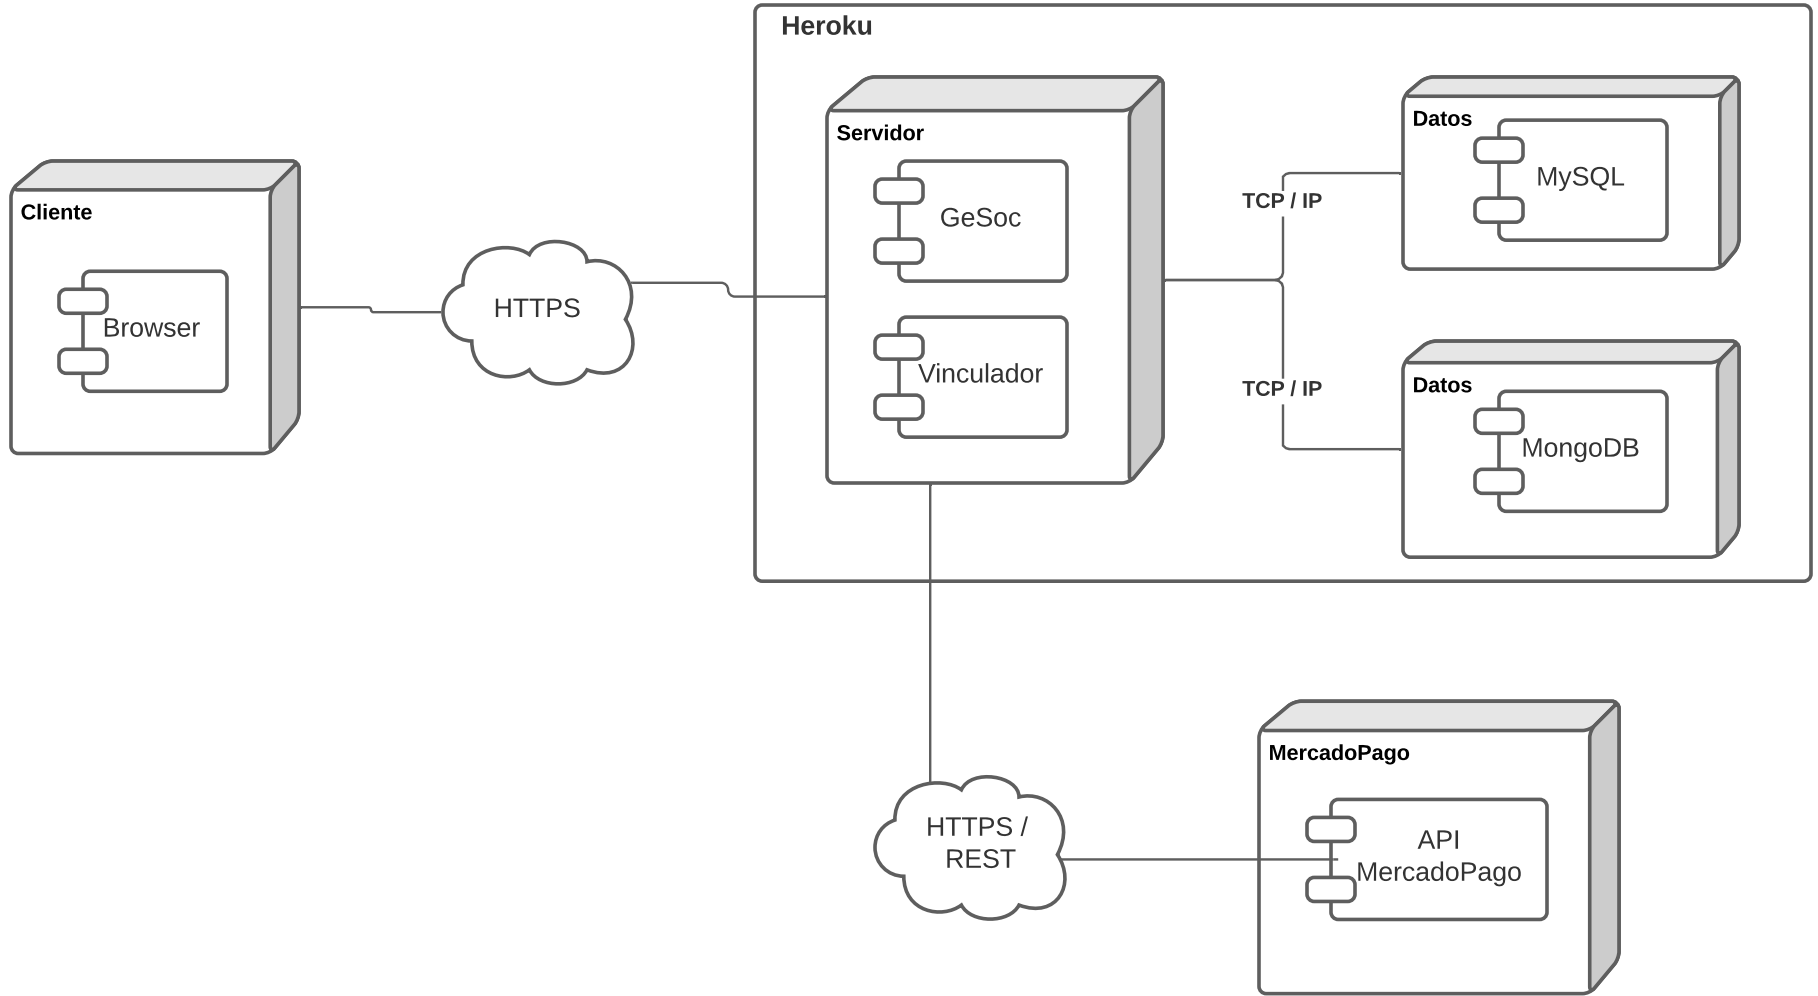 Heroku
Cliente
Browser
HTTPS
Servidor
GeSoc
Vinculador
TCP / IP
TCP / IP
Datos
MySQL
Datos
MongoDB
HTTPS /
REST
MercadoPago
API
MercadoPago